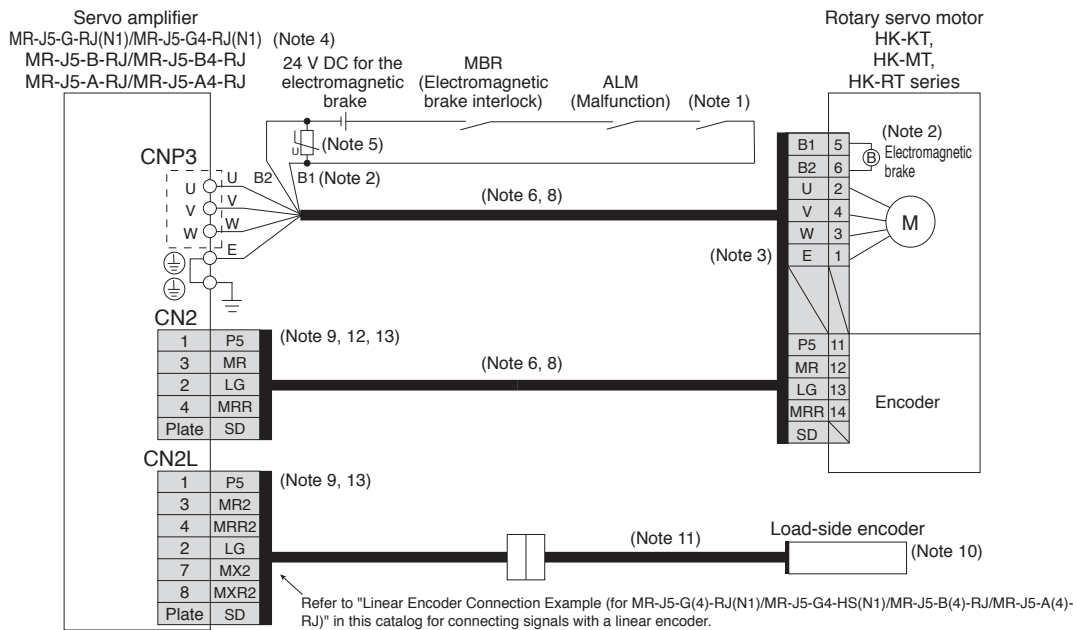 Servo amplifier
MR-J5-G-RJ(N1)/MR-J5-G4-RJ(N1) (Note 4)
MR-J5-B-RJ/MR-J5-B4-RJ
MR-J5-A-RJ/MR-J5-A4-RJ
24 V DC for the
electromagnetic
brake
MBR
(Electromagnetic
brake interlock)
ALM
(Malfunction)
(Note 1)
Rotary servo motor
HK-KT,
HK-MT,
HK-RT series
U
(Note 5)
B2
B1 (Note 2)
CNP3
U U
V V
W W
E
(Note 6, 8)
(Note 3)
B1 5
B2 6
U 2
V 4
W 3
E 1
(Note 2)
B
Electromagnetic
brake
M
CN2
1 P5
3 MR
2 LG
4 MRR
Plate SD
(Note 9, 12, 13)
(Note 6, 8)
P5 11
MR 12
LG 13
MRR 14
SD
Encoder
CN2L
1 P5
3 MR2
4 MRR2
2 LG
7 MX2
8 MXR2
Plate SD
(Note 9, 13)
(Note 11)
Load-side encoder
(Note 10)
Refer to "Linear Encoder Connection Example (for MR-J5-G(4)-RJ(N1)/MR-J5-G4-HS(N1)/MR-J5-B(4)-RJ/MR-J5-A(4)-
RJ)" in this catalog for connecting signals with a linear encoder.